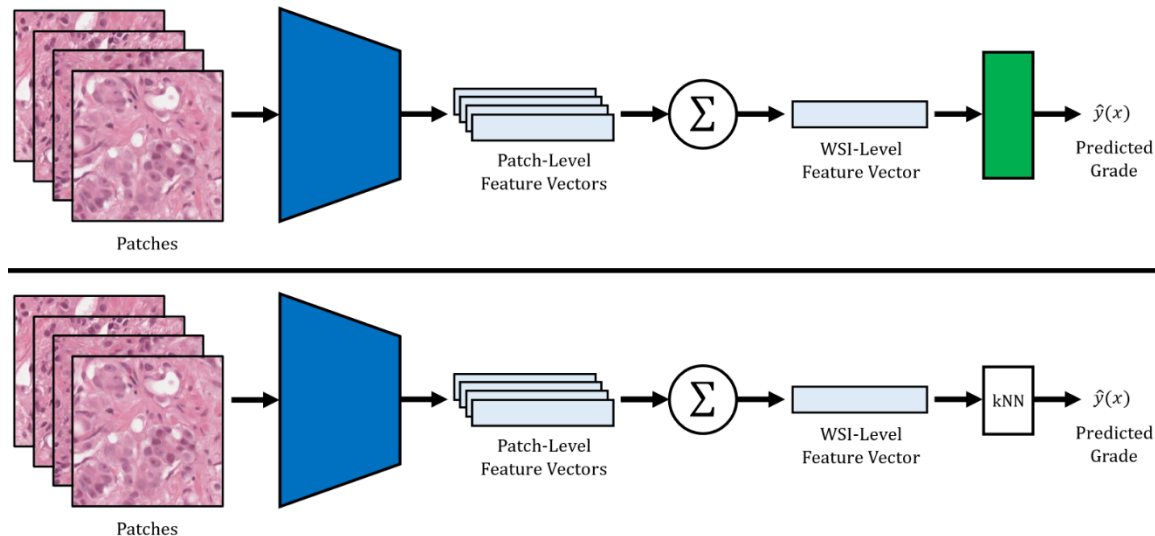 Patches
Patch-Level
Feature Vectors
Σ
WSI-Level
Feature Vector
ŷ(x)
Predicted
Grade
Patches
Patch-Level
Feature Vectors
Σ
WSI-Level
Feature Vector
kNN
ŷ(x)
Predicted
Grade